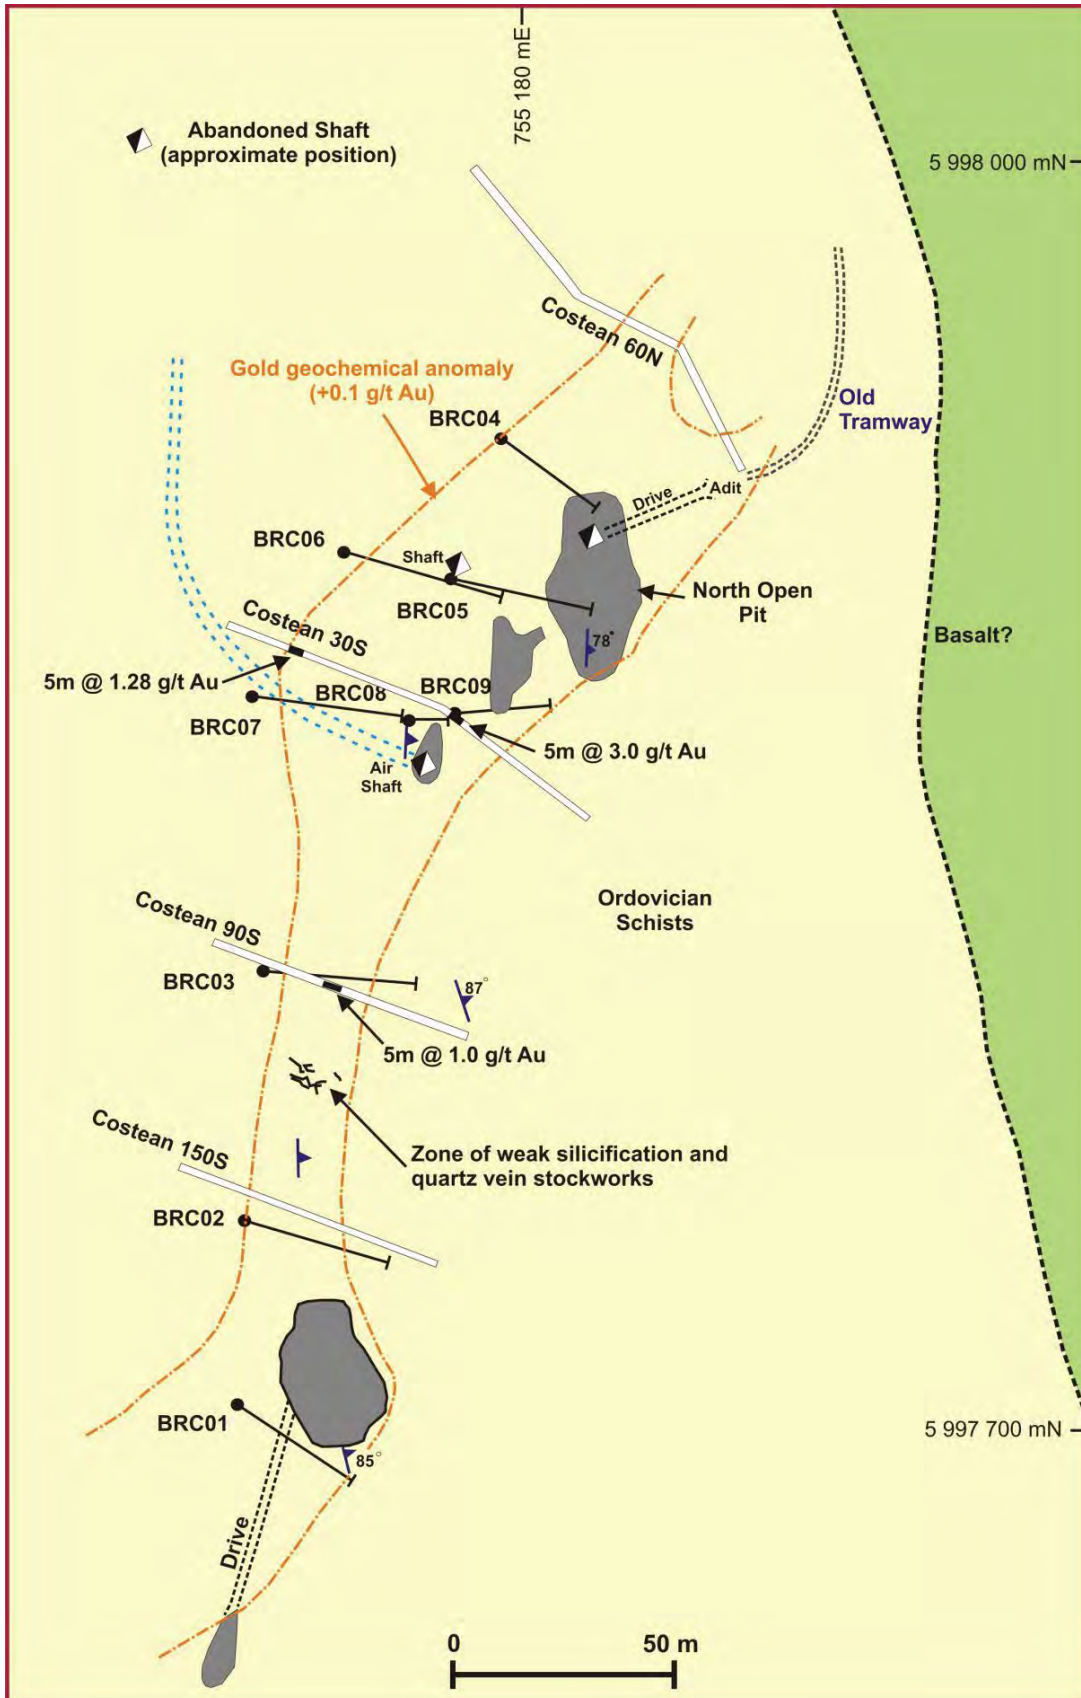 755 180 mE
Abandoned Shaft
(approximate position)
5 998 000 mN
Costean 60N
Gold geochemical anomaly
(+0.1 g/t Au)
Old
Tramway
BRC04
Drive
Adit
BRC06
Shaft
BRC05
North Open
Pit
Costean 30S
78°
Basalt?
5m @ 1.28 g/t Au
BRC08
BRC09
BRC07
5m @ 3.0 g/t Au
Air
Shaft
Ordovician
Schists
Costean 90S
BRC03
87°
5m @ 1.0 g/t Au
Costean 150S
Zone of weak silicification and
quartz vein stockworks
BRC02
BRC01
5 997 700 mN
85°
Drive
0
50 m